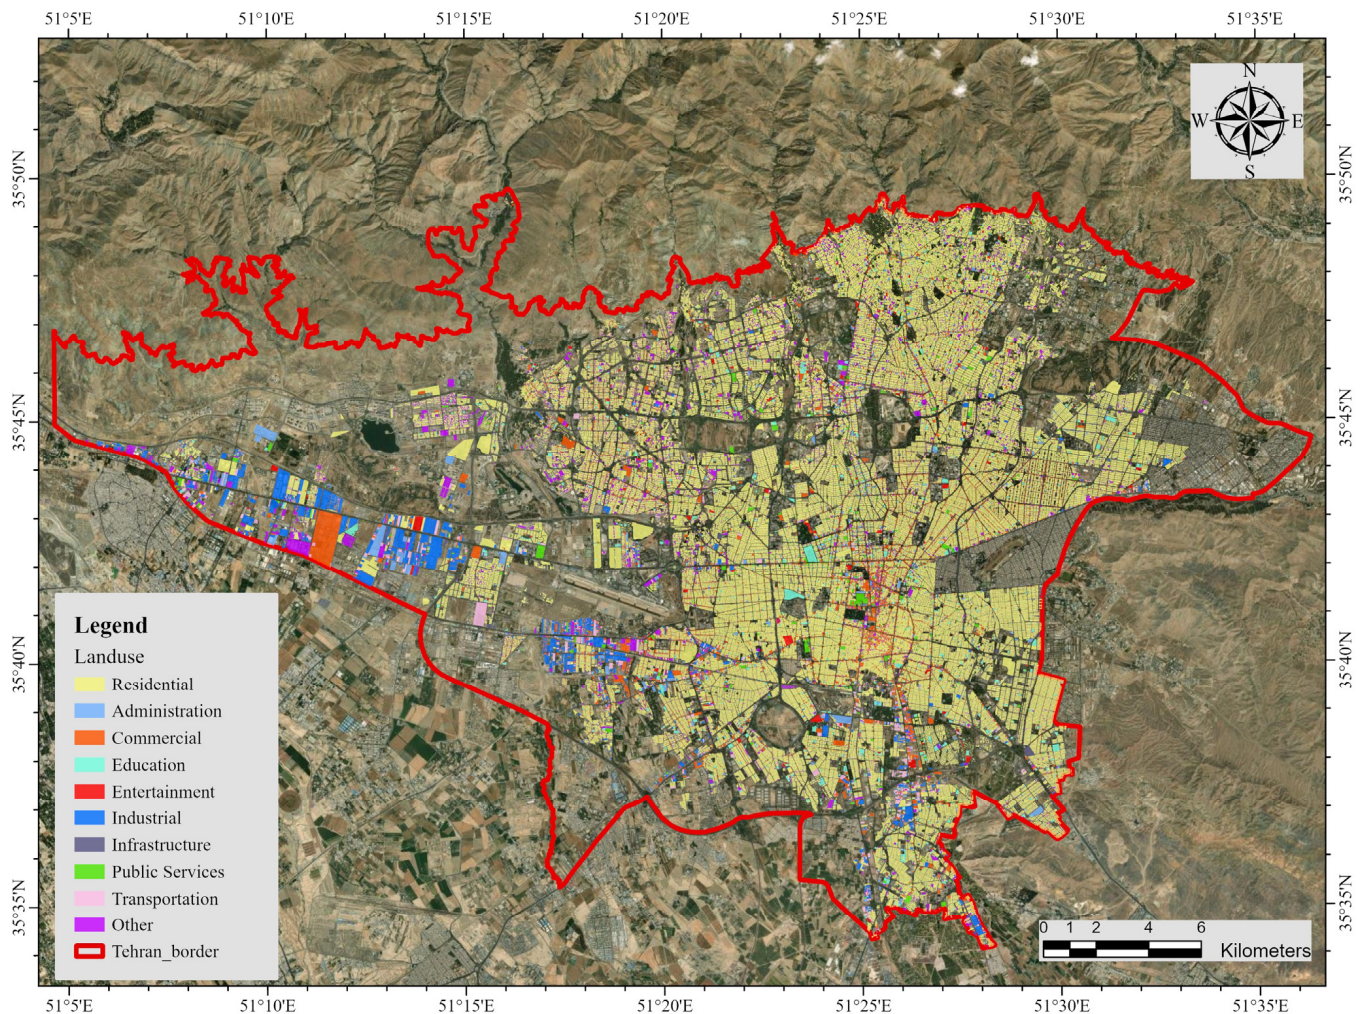 51°5'E 51°10'E 51°15'E 51°20'E 51°25'E 51°30'E 51°35'E
N
W E
S
35°50'N 35°50'N
35°45'N 35°45'N
35°40'N 35°40'N
35°35'N 35°35'N
Legend
Landuse
Residential
Administration
Commercial
Education
Entertainment
Industrial
Infrastructure
Public Services
Transportation
Other
Tehran_border
0 1 2 4 6
Kilometers
51°5'E 51°10'E 51°15'E 51°20'E 51°25'E 51°30'E 51°35'E